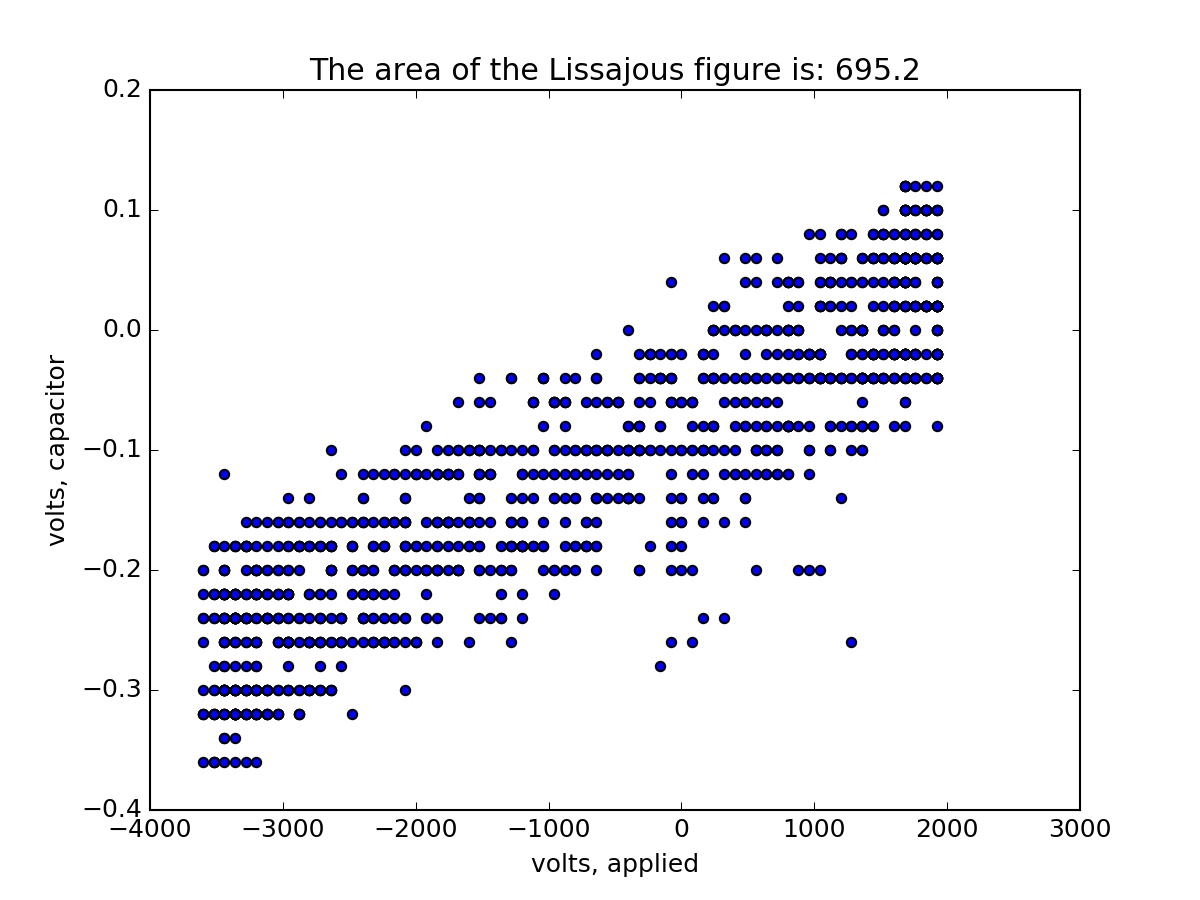 The area of the Lissajous figure is: 695.2
0.2
0.1
0.0
−0.1
−0.2
−0.3
−0.4
volts, capacitor
−4000 −3000 −2000 −1000 0 1000 2000 3000
volts, applied